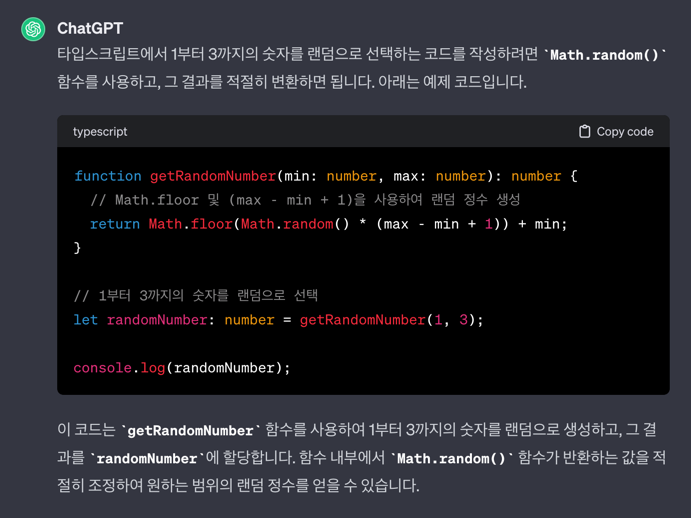 ChatGPT
타입스크립트에서 1부터 3까지의 숫자를 랜덤으로 선택하는 코드를 작성하려면 `Math.random()`
함수를 사용하고, 그 결과를 적절히 변환하면 됩니다. 아래는 예제 코드입니다.
typescript Copy code
function getRandomNumber(min: number, max: number): number {
  // Math.floor 및 (max - min + 1)을 사용하여 랜덤 정수 생성
  return Math.floor(Math.random() * (max - min + 1)) + min;
}
// 1부터 3까지의 숫자를 랜덤으로 선택
let randomNumber: number = getRandomNumber(1, 3);
console.log(randomNumber);
이 코드는 `getRandomNumber` 함수를 사용하여 1부터 3까지의 숫자를 랜덤으로 생성하고, 그 결
과를 `randomNumber`에 할당합니다. 함수 내부에서 `Math.random()` 함수가 반환하는 값을 적
절히 조정하여 원하는 범위의 랜덤 정수를 얻을 수 있습니다.